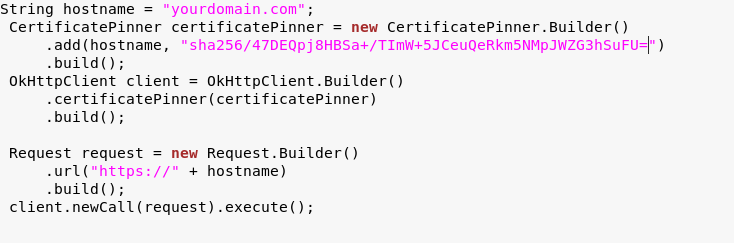 String hostname = "yourdomain.com";
CertificatePinner certificatePinner = new CertificatePinner.Builder()
.add(hostname, "sha256/47DEQpj8HBSa+/TImW+5JCeuQeRkm5NMpJWZG3hSuFU=")
.build();
OkHttpClient client = OkHttpClient.Builder()
.certificatePinner(certificatePinner)
.build();
Request request = new Request.Builder()
.url("https://" + hostname)
.build();
client.newCall(request).execute();